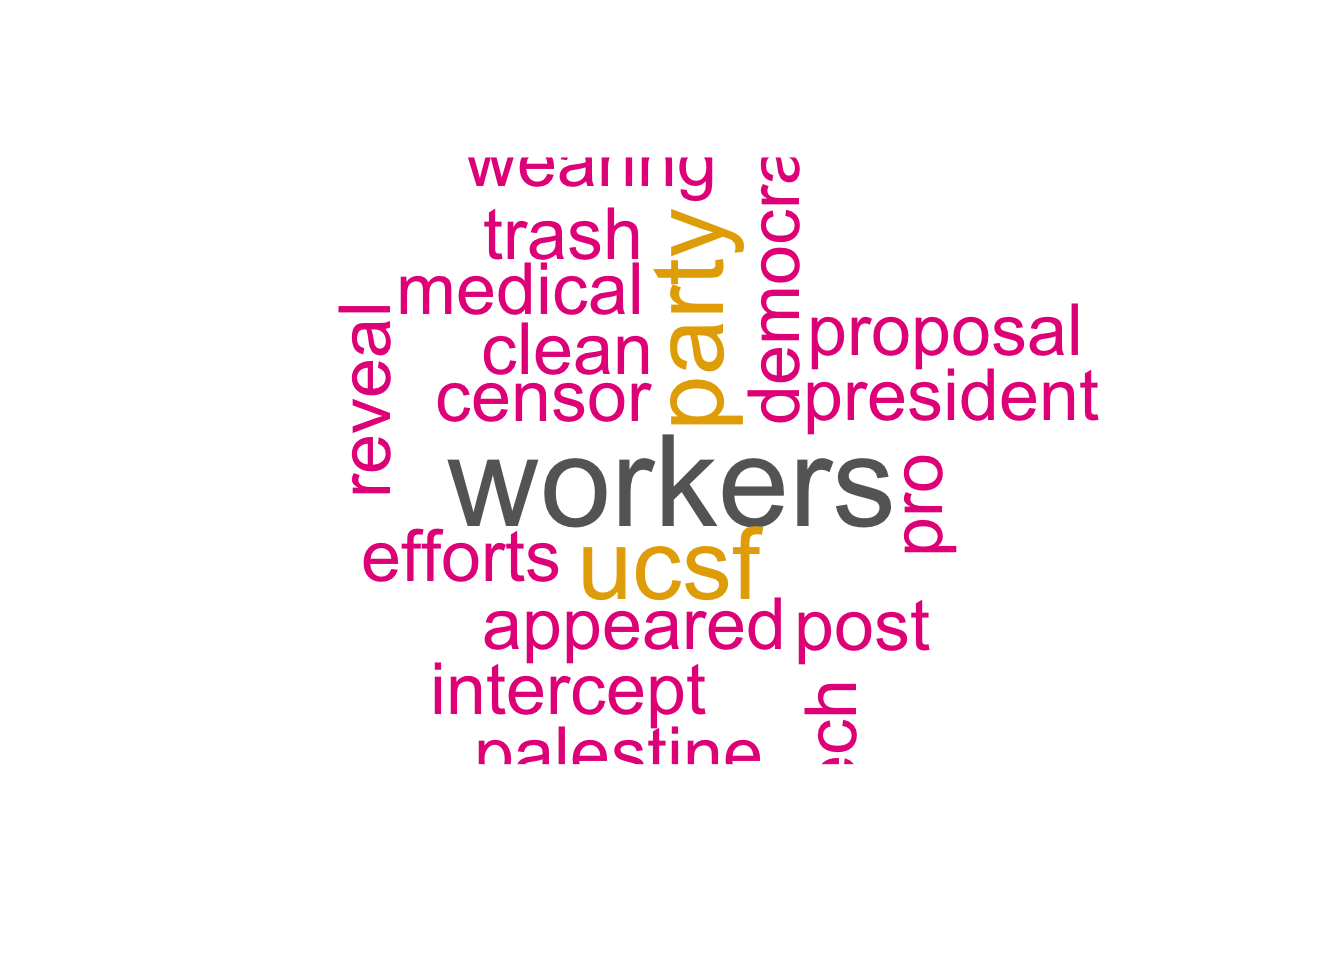 wearing
trash
medical
reveal
clean
censor
party
democra
proposal
president
workers
pro
efforts
ucsf
appeared
post
intercept
ech
palestine